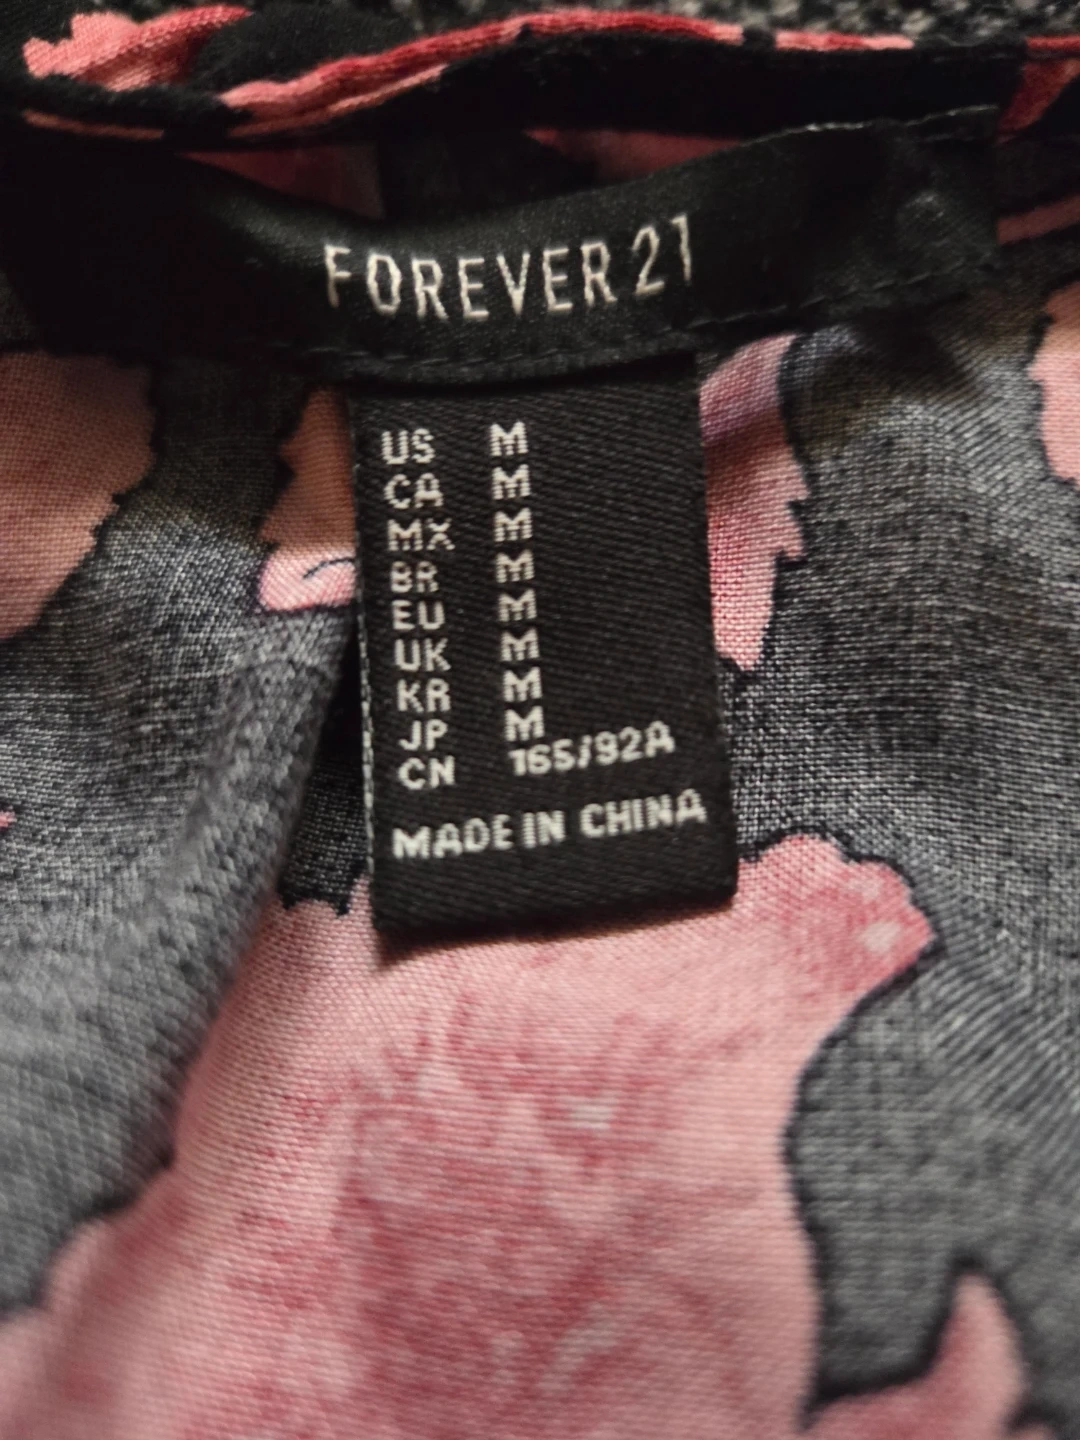 FOREVER 21
US M
CA M
MX M
BR M
EU M
UK M
KR M
JP M
CN 165/92A
MADE IN CHINA